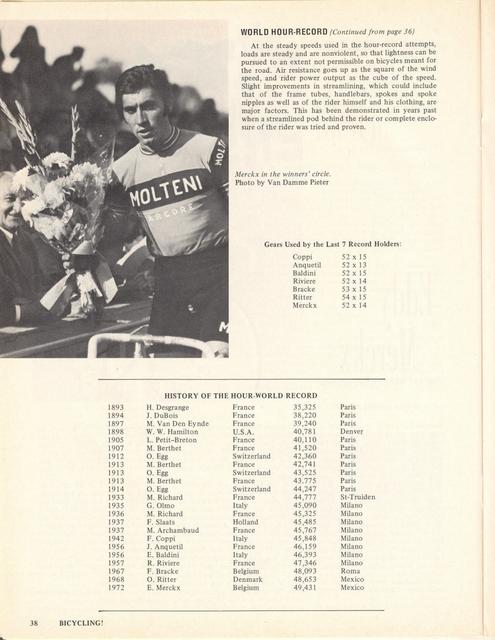 WORLD HOUR-RECORD (Continued from page 36)
At the steady speeds used in the hour-record attempts,
loads are steady and are nonviolent, so that lightness can be
pursued to an extent not permissible on bicycles meant for
the road. Air resistance goes up as the square of the wind
speed, and rider power output as the cube of the speed.
Slight improvements in streamlining, which could include
that of the frame tubes, handlebars, spokes and spoke
nipples as well as of the rider himself and his clothing, are
major factors. This has been demonstrated in years past
when a streamlined pod behind the rider or complete enclo-
sure of the rider was tried and proven.
MOLTENI
ARCORE
MOLT
Merckx in the winners' circle.
Photo by Van Damme Pieter
Gears Used by the Last 7 Record Holders:
Coppi 52 x 15
Anquetil 52 x 13
Baldini 52 x 15
Riviere 52 x 14
Bracke 53 x 15
Ritter 54 x 15
Merckx 52 x 14
HISTORY OF THE HOUR-WORLD RECORD
1893 H. Desgrange France 35,325 Paris
1894 J. DuBois France 38,220 Paris
1897 M. Van Den Eynde France 39,240 Paris
1898 W. W. Hamilton U.S.A. 40,781 Denver
1905 L. Petit-Breton France 40,110 Paris
1907 M. Berthet France 41,520 Paris
1912 O. Egg Switzerland 42,360 Paris
1913 M. Berthet France 42,741 Paris
1913 O. Egg Switzerland 43,525 Paris
1913 M. Berthet France 43,775 Paris
1914 O. Egg Switzerland 44,247 Paris
1933 M. Richard France 44,777 St-Truiden
1935 G. Olmo Italy 45,090 Milano
1936 M. Richard France 45,325 Milano
1937 F. Slaats Holland 45,485 Milano
1937 M. Archambaud France 45,767 Milano
1942 F. Coppi Italy 45,848 Milano
1956 J. Anquetil France 46,159 Milano
1956 E. Baldini Italy 46,393 Milano
1957 R. Riviere France 47,346 Milano
1967 F. Bracke Belgium 48,093 Roma
1968 O. Ritter Denmark 48,653 Mexico
1972 E. Merckx Belgium 49,431 Mexico
38 BICYCLING!